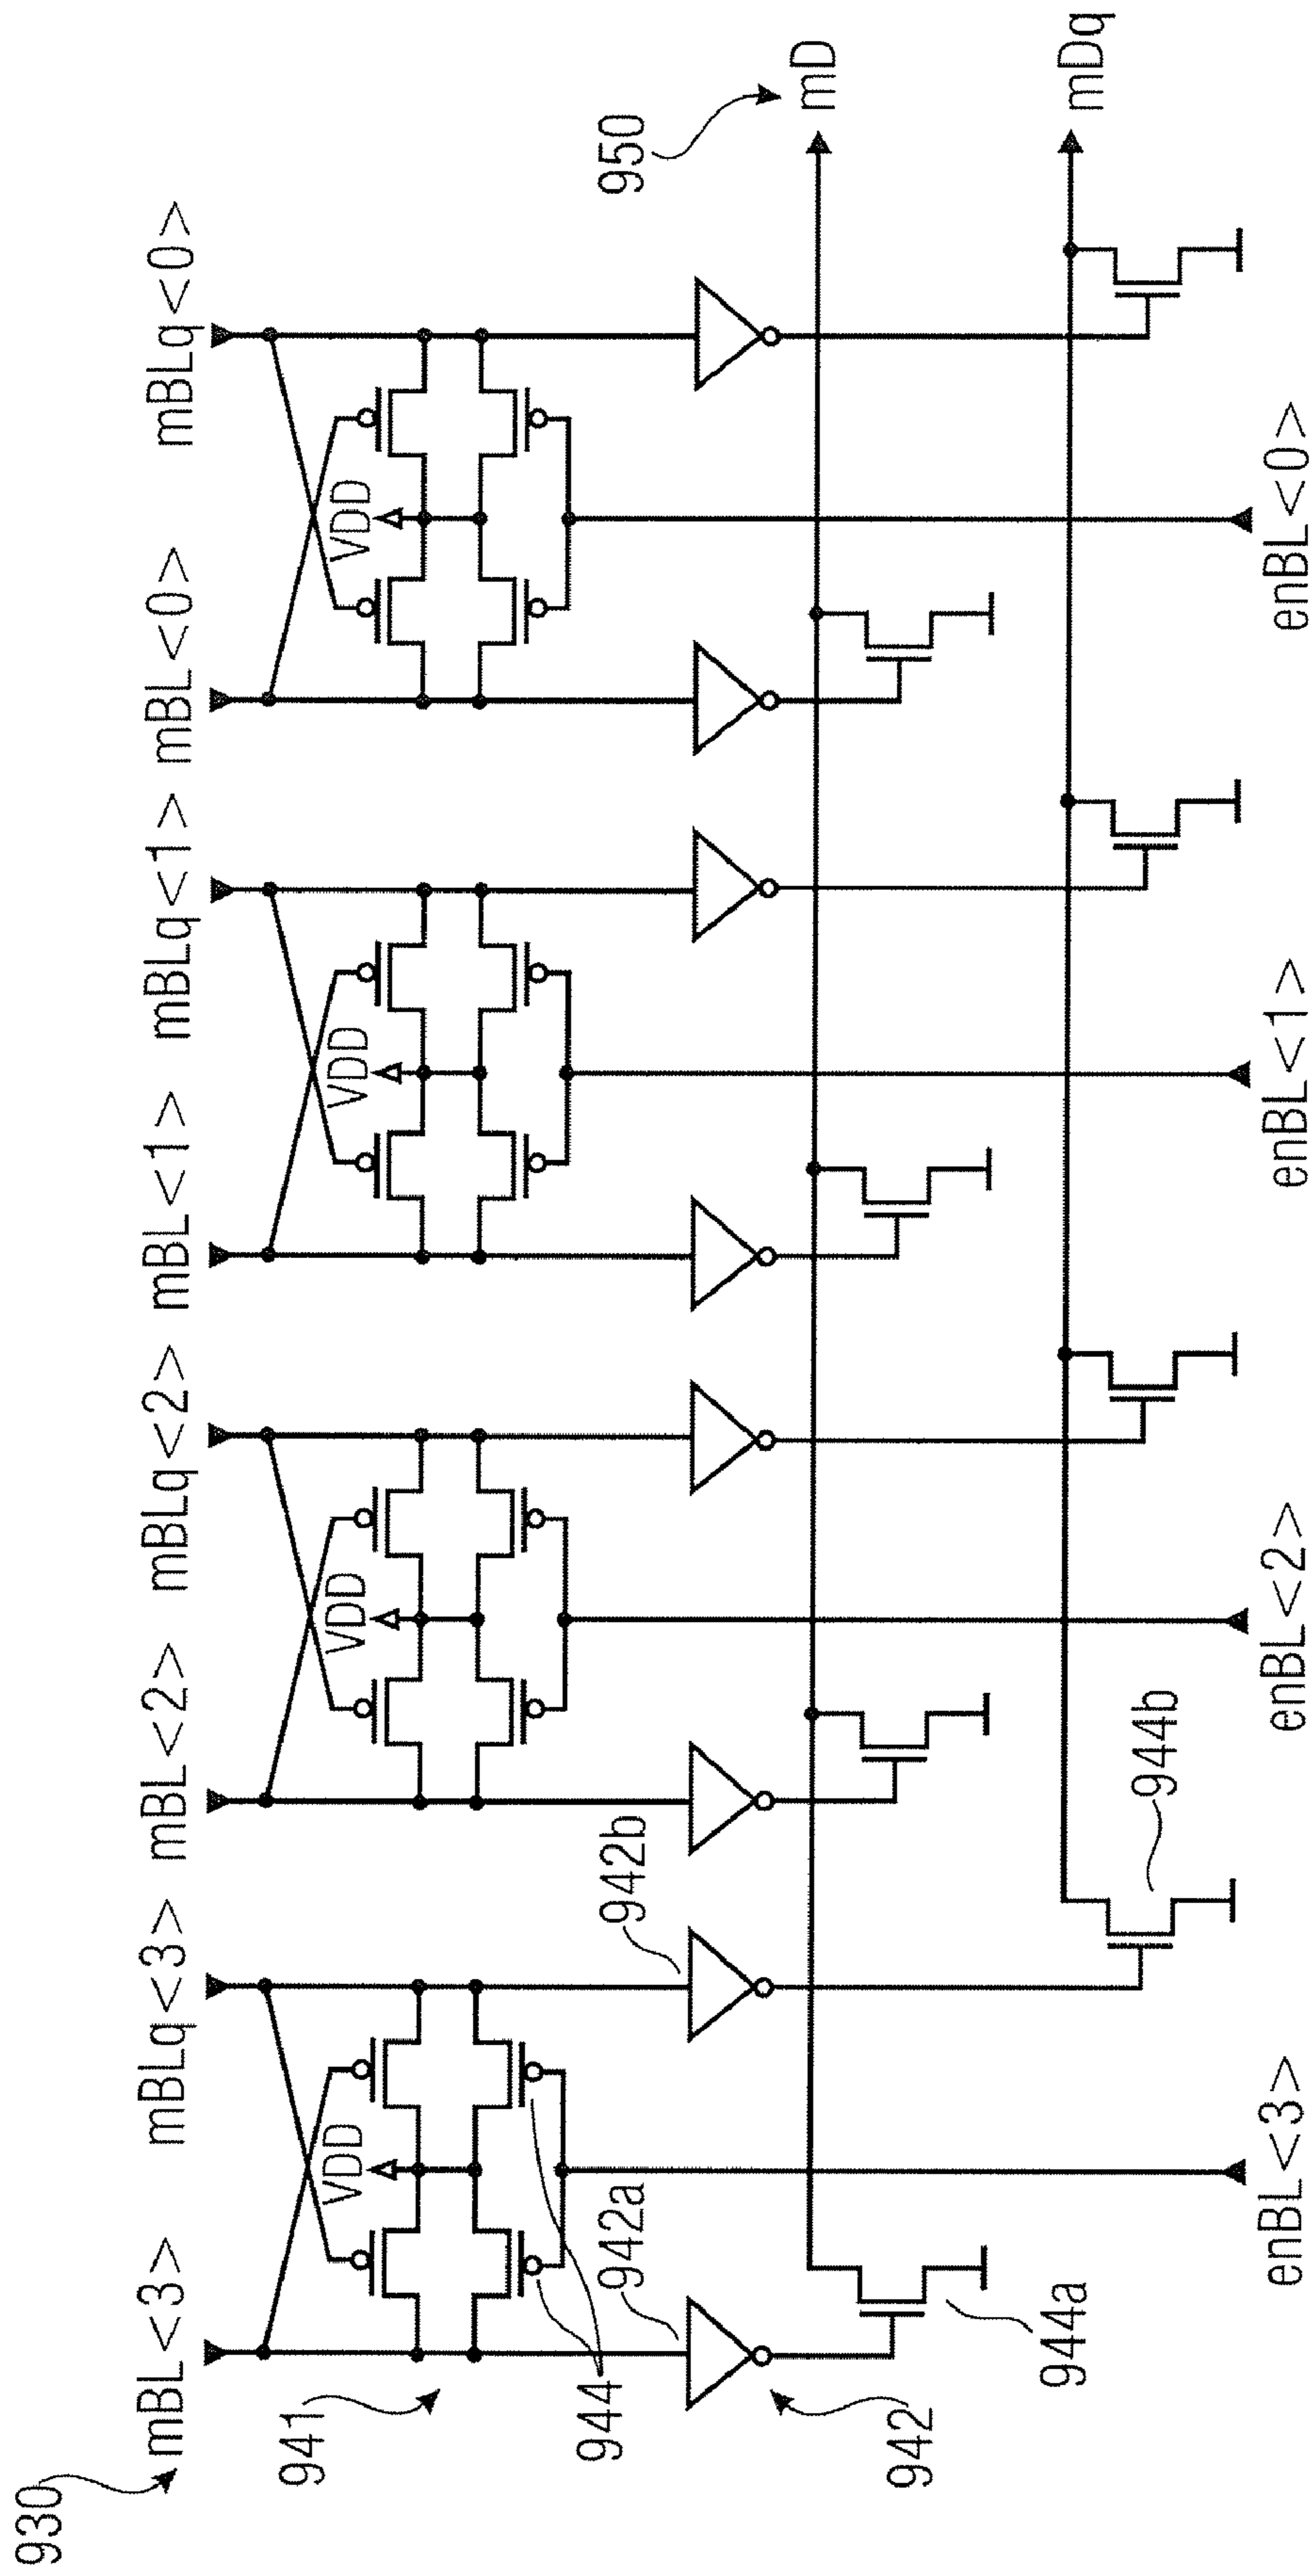 930
mBL<3>
mBLq<3>
mBL<2>
mBLq<2>
mBL<1>
mBLq<1>
mBL<0>
mBLq<0>
VDD
VDD
VDD
VDD
941
944
942a
942b
942
950
mD
mDq
944a
944b
enBL<3>
enBL<2>
enBL<1>
enBL<0>